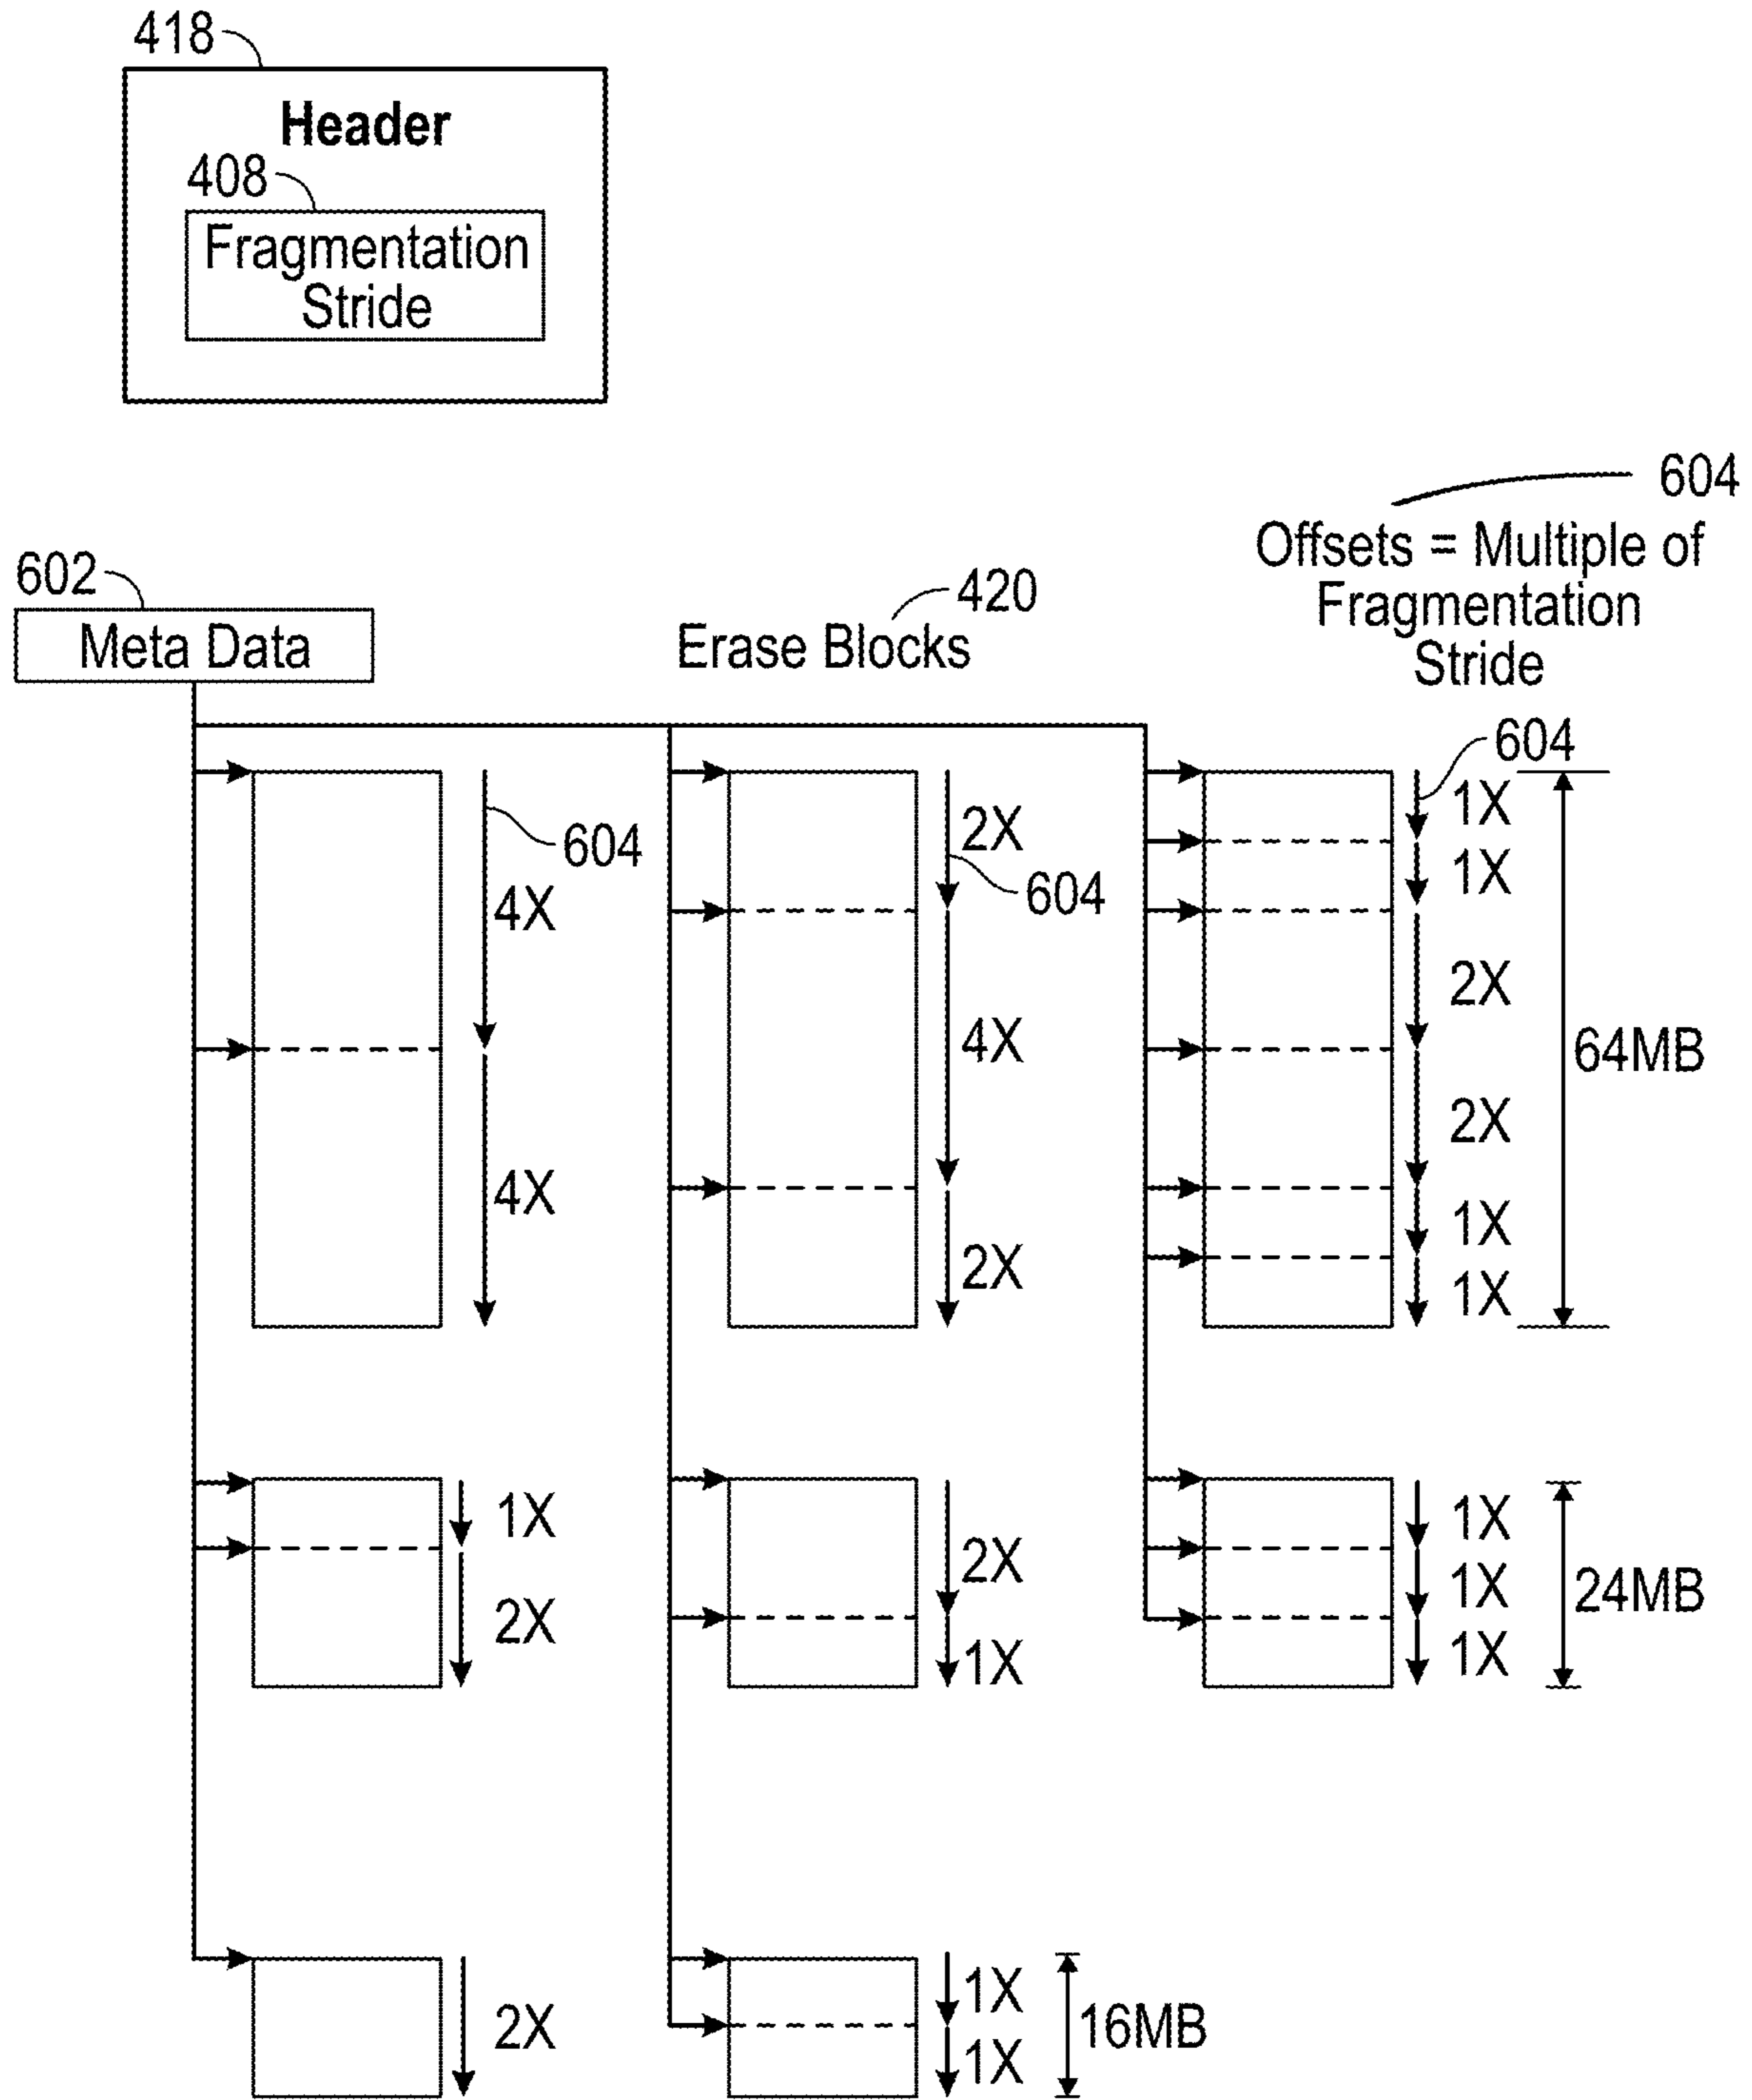 418
Header
408
Fragmentation
Stride
604
Offsets = Multiple of
Fragmentation
Stride
602
Meta Data
420
Erase Blocks
604
4X
4X
2X
604
4X
2X
604
1X
1X
2X
2X
1X
1X
64MB
1X
2X
2X
1X
1X
1X
1X
24MB
2X
1X
1X
16MB